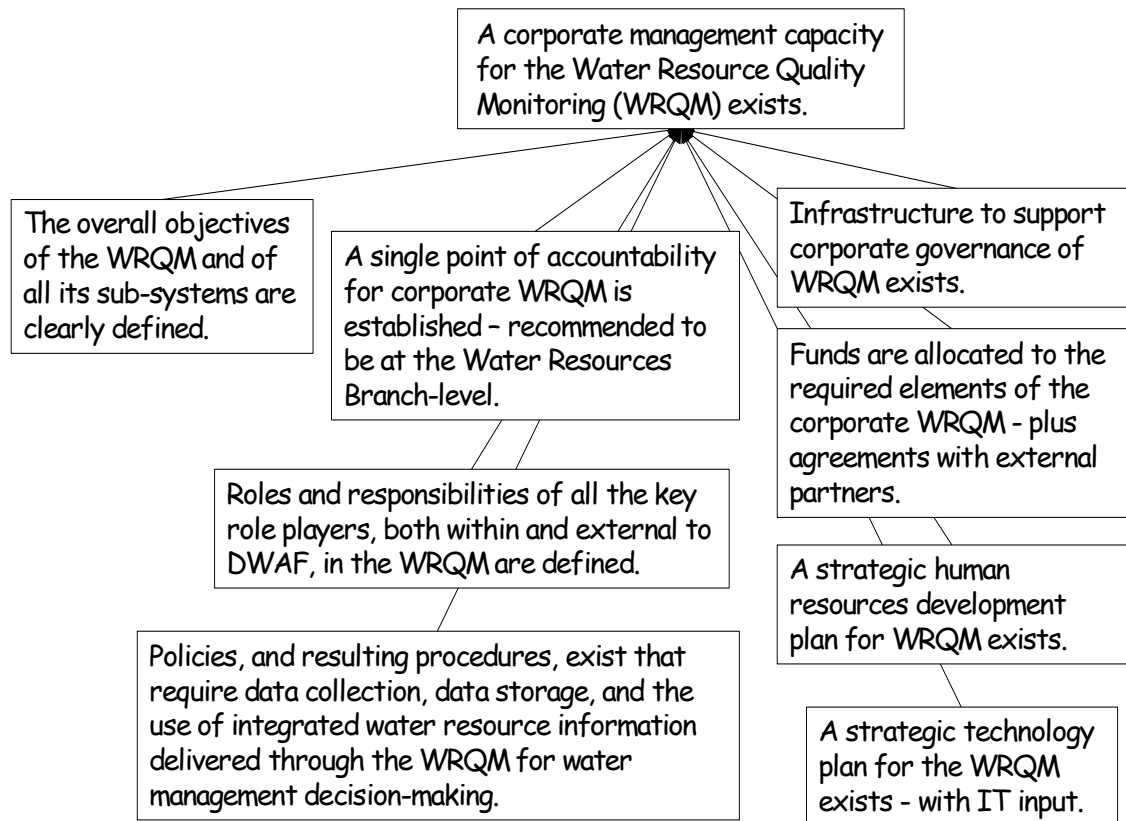 A corporate management capacity
for the Water Resource Quality
Monitoring (WRQM) exists.
The overall objectives
of the WRQM and of
all its sub-systems are
clearly defined.
A single point of accountability
for corporate WRQM is
established – recommended to
be at the Water Resources
Branch-level.
Roles and responsibilities of all the key
role players, both within and external to
DWAF, in the WRQM are defined.
Policies, and resulting procedures, exist that
require data collection, data storage, and the
use of integrated water resource information
delivered through the WRQM for water
management decision-making.
Infrastructure to support
corporate governance of
WRQM exists.
Funds are allocated to the
required elements of the
corporate WRQM - plus
agreements with external
partners.
A strategic human
resources development
plan for WRQM exists.
A strategic technology
plan for the WRQM
exists - with IT input.